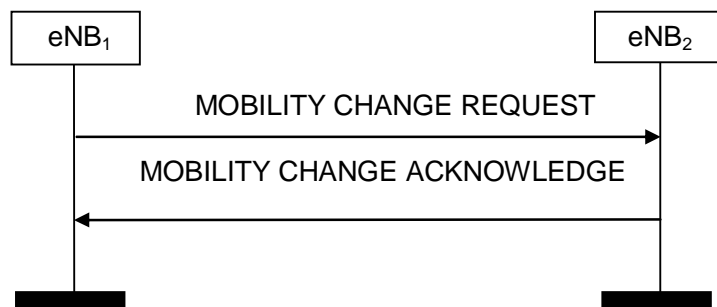 eNB₁
eNB₂
MOBILITY CHANGE REQUEST
MOBILITY CHANGE ACKNOWLEDGE